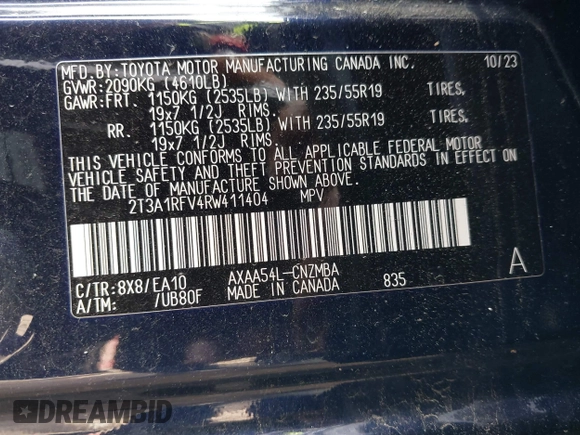 MFD.BY:TOYOTA MOTOR MANUFACTURING CANADA INC. 10/23
GVWR:2090KG (4610LB)
GAWR:FRT. 1150KG (2535LB) WITH 235/55R19 TIRES,
19x7 1/2J RIMS.
RR. 1150KG (2535LB) WITH 235/55R19 TIRES,
19x7 1/2J RIMS.
THIS VEHICLE CONFORMS TO ALL APPLICABLE FEDERAL MOTOR
VEHICLE SAFETY AND THEFT PREVENTION STANDARDS IN EFFECT ON
THE DATE OF MANUFACTURE SHOWN ABOVE.
2T3A1RFV4RW411404 MPV
C/TR:8X8/EA10 AXAA54L-CNZMBA A
A/TM: /UB80F MADE IN CANADA 835
DREAMBID